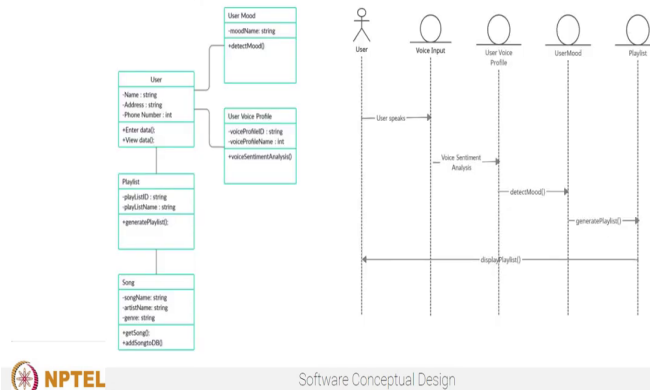 User Mood
-moodName: string
+detectMood()
User
-Name : string
-Address : string
-Phone Number : int
+Enter data();
+View data();
User Voice Profile
-voiceProfileID : string
-voiceProfileName : int
+voiceSentimentAnalysis()
Playlist
-playListID : string
-playListName : string
+generatePlaylist();
Song
-songName: string
-artistName: string
-genre: string
+getSong();
+addSongtoDB()
User
Voice Input
User Voice
Profile
UserMood
Playlist
User speaks
Voice Sentiment
Analysis
detectMood()
generatePlaylist()
displayPlaylist()
NPTEL
Software Conceptual Design